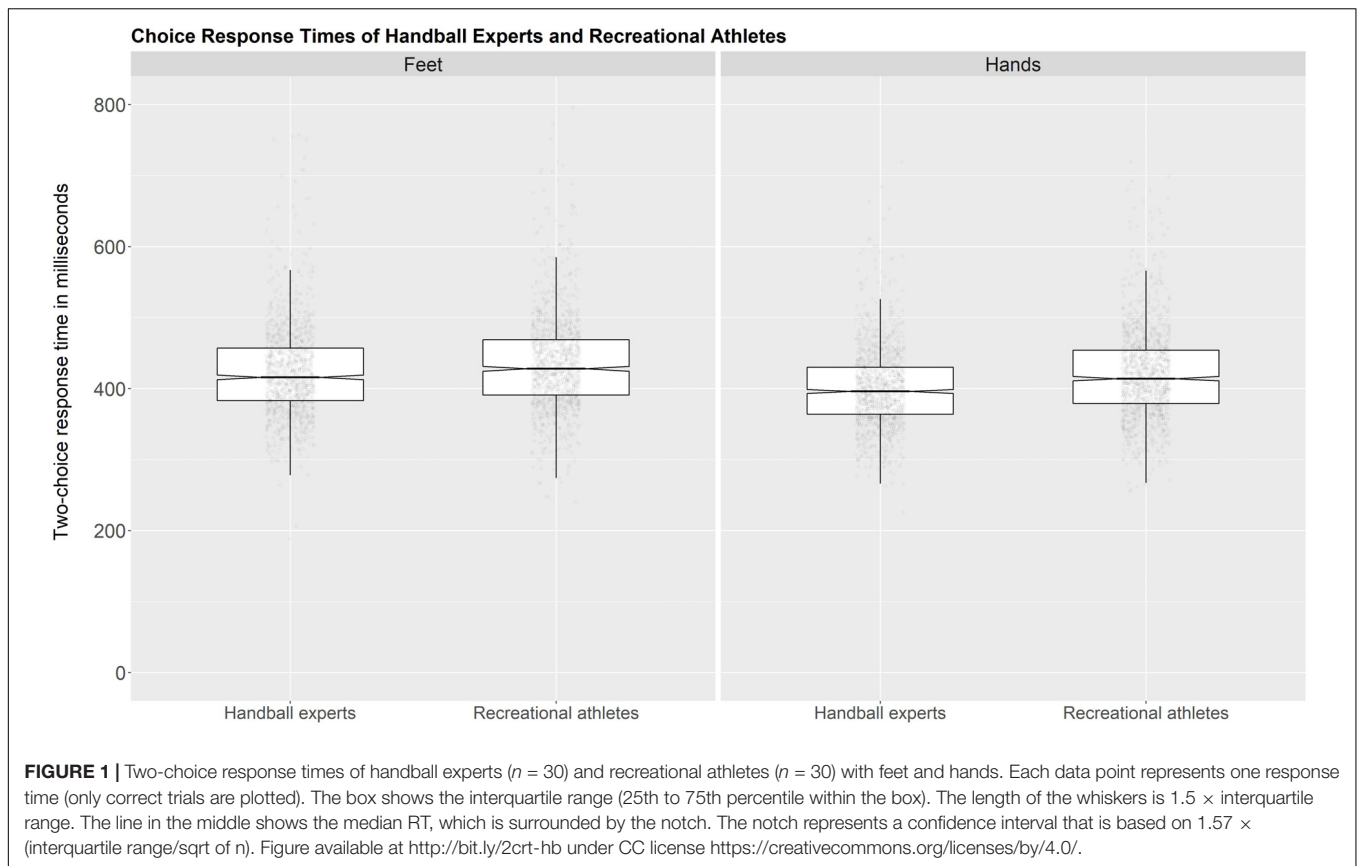 Choice Response Times of Handball Experts and Recreational Athletes
Feet
Hands
Two-choice response time in milliseconds
800
600
400
200
0
Handball experts
Recreational athletes
Handball experts
Recreational athletes
FIGURE 1 | Two-choice response times of handball experts (n = 30) and recreational athletes (n = 30) with feet and hands. Each data point represents one response
time (only correct trials are plotted). The box shows the interquartile range (25th to 75th percentile within the box). The length of the whiskers is 1.5 × interquartile
range. The line in the middle shows the median RT, which is surrounded by the notch. The notch represents a confidence interval that is based on 1.57 ×
(interquartile range/sqrt of n). Figure available at http://bit.ly/2crt-hb under CC license https://creativecommons.org/licenses/by/4.0/.